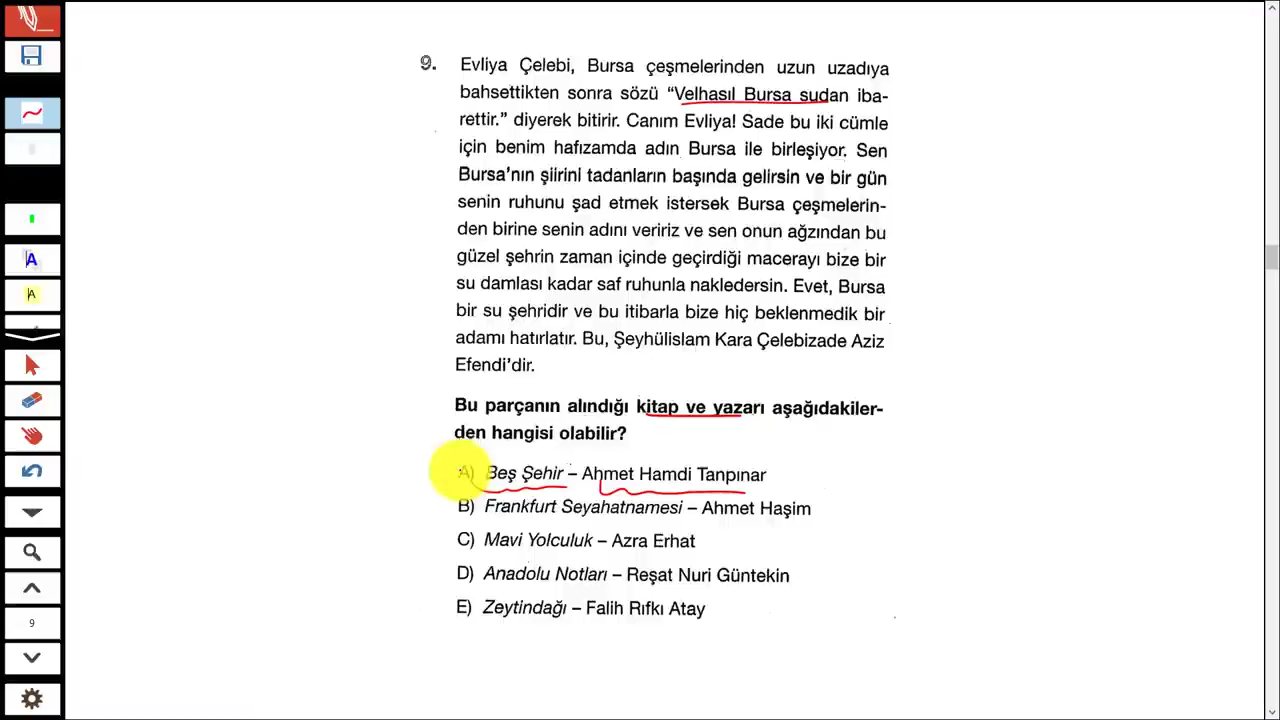 9. Evliya Çelebi, Bursa çeşmelerinden uzun uzadıya
bahsettikten sonra sözü “Velhasıl Bursa sudan iba-
rettir.” diyerek bitirir. Canım Evliya! Sade bu iki cümle
için benim hafızamda adın Bursa ile birleşiyor. Sen
Bursa’nın şiirini tadanların başında gelirsin ve bir gün
senin ruhunu şad etmek istersek Bursa çeşmelerin-
den birine senin adını veririz ve sen onun ağzından bu
güzel şehrin zaman içinde geçirdiği macerayı bize bir
su damlası kadar saf ruhunla nakledersin. Evet, Bursa
bir su şehridir ve bu itibarla bize hiç beklenmedik bir
adamı hatırlatır. Bu, Şeyhülislam Kara Çelebizade Aziz
Efendi’dir.
Bu parçanın alındığı kitap ve yazarı aşağıdakiler-
den hangisi olabilir?
A) Beş Şehir – Ahmet Hamdi Tanpınar
B) Frankfurt Seyahatnamesi – Ahmet Haşim
C) Mavi Yolculuk – Azra Erhat
D) Anadolu Notları – Reşat Nuri Güntekin
E) Zeytindağı – Falih Rıfkı Atay
A
A
9